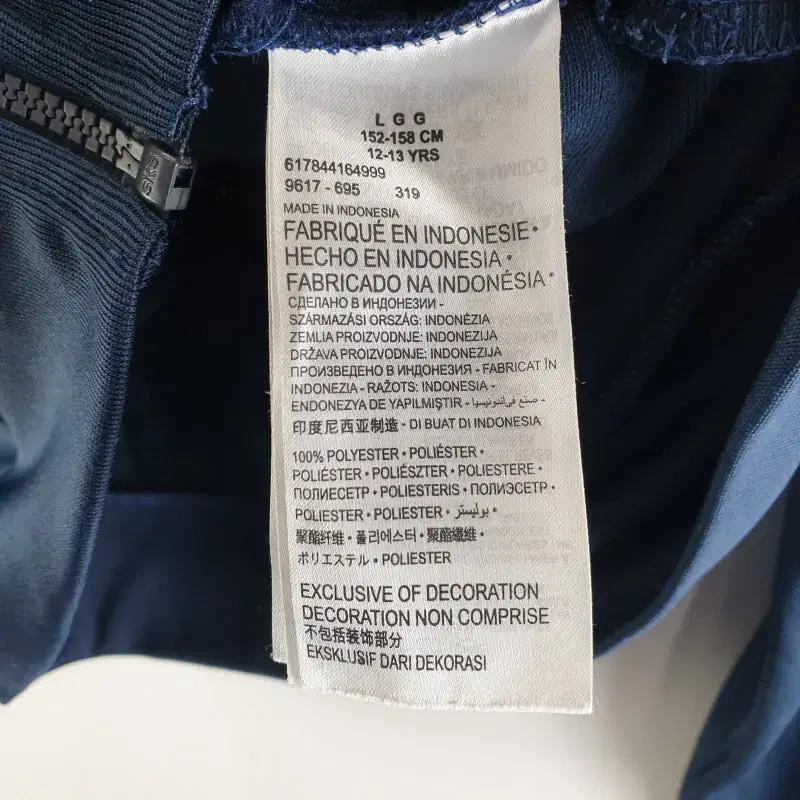 L G G
152-158 CM
12-13 YRS
617844164999
9617 - 695 319
MADE IN INDONESIA
FABRIQUÉ EN INDONESIE•
HECHO EN INDONESIA •
FABRICADO NA INDONÉSIA•
СДЕЛАНО В ИНДОНЕЗИИ -
SZÁRMAZÁSI ORSZÁG: INDONÉZIA
ZEMLJA PROIZVODNJE: INDONEZIJA
DRŽAVA PROIZVODNJE: INDONEZIJA
ПРОИЗВЕДЕНО В ИНДОНЕЗИЯ - FABRICAT ÎN
INDONEZIA - RAŽOTS: INDONESIA -
ENDONEZYA DE YAPILMIŞTIR - صنع في اندونيسيا -
印度尼西亚制造 - DI BUAT DI INDONESIA
100% POLYESTER • POLIÉSTER •
POLIÉSTER • POLIÉSZTER • POLIESTERE •
ПОЛИЕСЕТР • POLIESTERIS • ПОЛИЭСТЕР •
POLIESTER • POLIESTER • بوليستر •
聚酯纤维 • 폴리에스터 • 聚酯纖維 •
ポリエステル • POLIESTER
EXCLUSIVE OF DECORATION
DECORATION NON COMPRISE
不包括装饰部分
EKSKLUSIF DARI DEKORASI
SBS